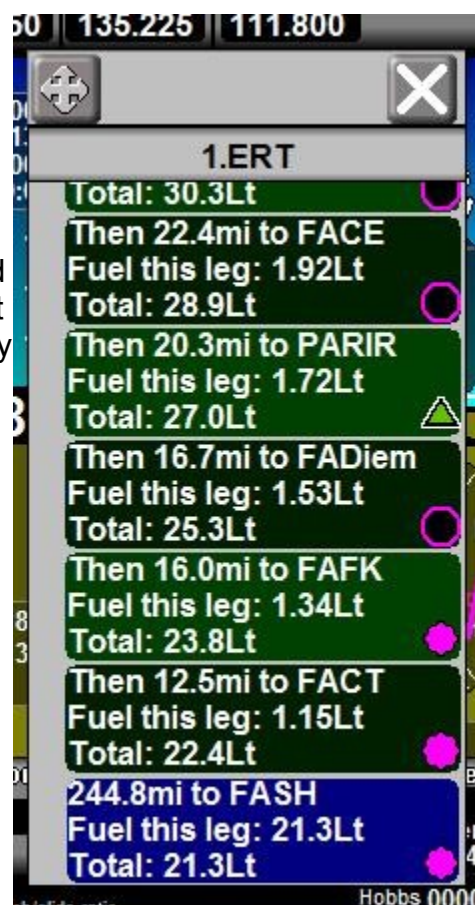 135.225 111.800
1.ERT
Total: 30.3Lt
Then 22.4mi to FACE
Fuel this leg: 1.92Lt
Total: 28.9Lt
Then 20.3mi to PARIR
Fuel this leg: 1.72Lt
Total: 27.0Lt
Then 16.7mi to FADiem
Fuel this leg: 1.53Lt
Total: 25.3Lt
Then 16.0mi to FAFK
Fuel this leg: 1.34Lt
Total: 23.8Lt
Then 12.5mi to FACT
Fuel this leg: 1.15Lt
Total: 22.4Lt
244.8mi to FASH
Fuel this leg: 21.3Lt
Total: 21.3Lt
Hobbs